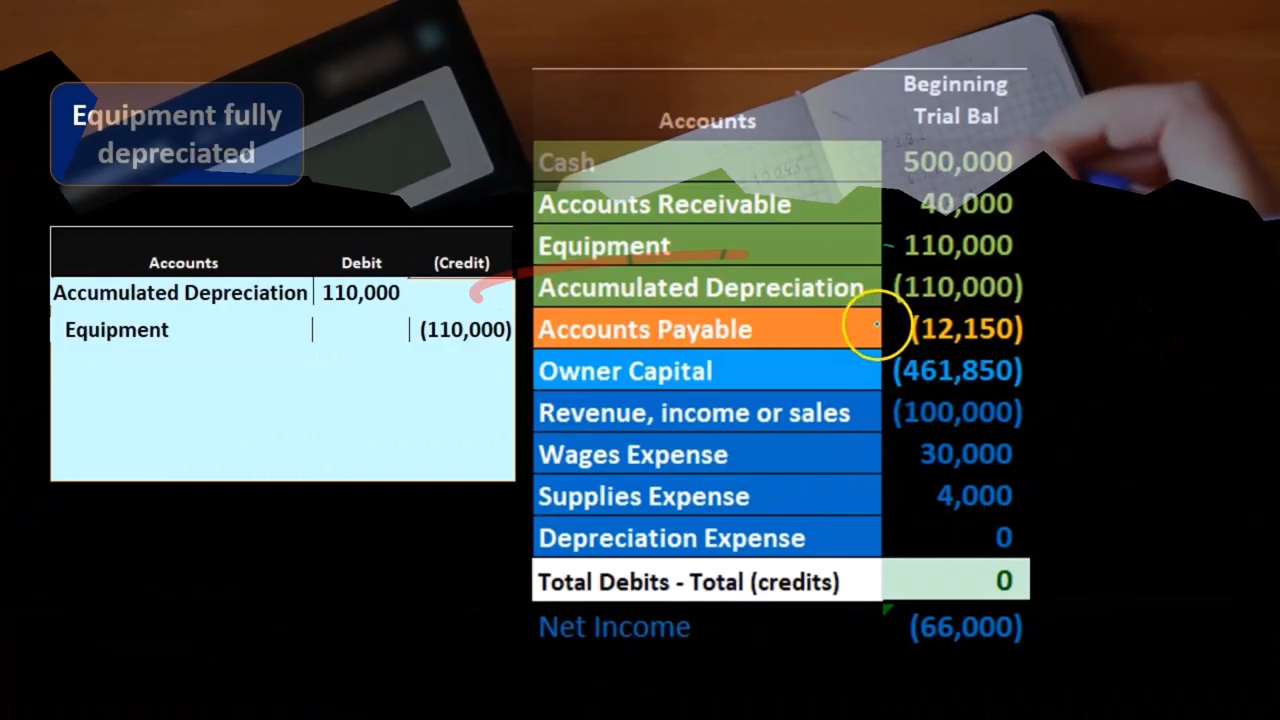 Equipment fully
depreciated
Accounts Debit (Credit)
Accumulated Depreciation 110,000
Equipment (110,000)
Accounts Beginning
Trial Bal
Cash 500,000
Accounts Receivable 40,000
Equipment 110,000
Accumulated Depreciation (110,000)
Accounts Payable (12,150)
Owner Capital (461,850)
Revenue, income or sales (100,000)
Wages Expense 30,000
Supplies Expense 4,000
Depreciation Expense 0
Total Debits - Total (credits) 0
Net Income (66,000)